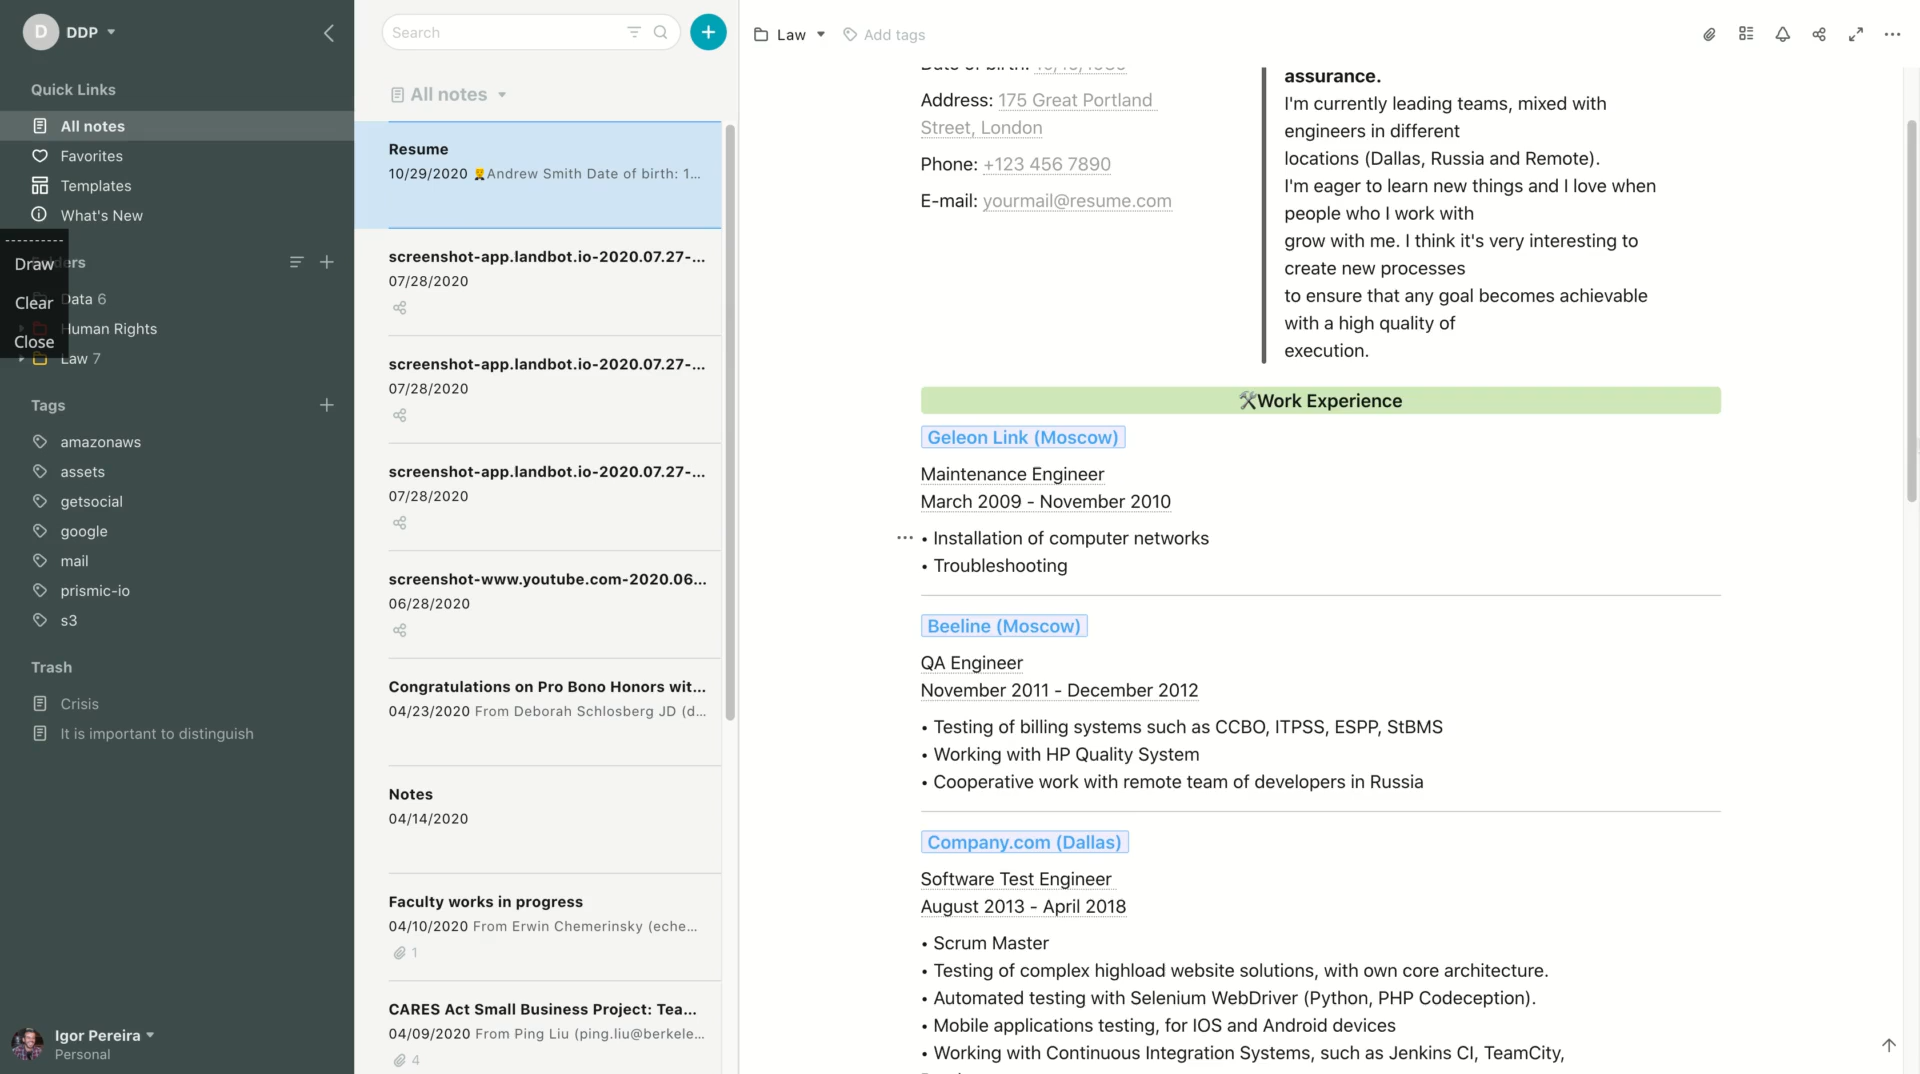 D DDP
Quick Links
All notes
Favorites
Templates
What's New
Draw
Clear
Close
Data 6
Human Rights
Law 7
Tags
amazonaws
assets
getsocial
google
mail
prismic-io
s3
Trash
Crisis
It is important to distinguish
Igor Pereira
Personal
Search
All notes
Resume
10/29/2020 Andrew Smith Date of birth: 1...
screenshot-app.landbot.io-2020.07.27-...
07/28/2020
screenshot-app.landbot.io-2020.07.27-...
07/28/2020
screenshot-app.landbot.io-2020.07.27-...
07/28/2020
screenshot-www.youtube.com-2020.06...
06/28/2020
Congratulations on Pro Bono Honors wit...
04/23/2020 From Deborah Schlosberg JD (d...
Notes
04/14/2020
Faculty works in progress
04/10/2020 From Erwin Chemerinsky (eche...
1
CARES Act Small Business Project: Tea...
04/09/2020 From Ping Liu (ping.liu@berkele...
4
Law Add tags
Date of birth:
Address: 175 Great Portland
Street, London
Phone: +123 456 7890
E-mail: yourmail@resume.com
assurance.
I'm currently leading teams, mixed with
engineers in different
locations (Dallas, Russia and Remote).
I'm eager to learn new things and I love when
people who I work with
grow with me. I think it's very interesting to
create new processes
to ensure that any goal becomes achievable
with a high quality of
execution.
Work Experience
Geleon Link (Moscow)
Maintenance Engineer
March 2009 - November 2010
• Installation of computer networks
• Troubleshooting
Beeline (Moscow)
QA Engineer
November 2011 - December 2012
• Testing of billing systems such as CCBO, ITPSS, ESPP, StBMS
• Working with HP Quality System
• Cooperative work with remote team of developers in Russia
Company.com (Dallas)
Software Test Engineer
August 2013 - April 2018
• Scrum Master
• Testing of complex highload website solutions, with own core architecture.
• Automated testing with Selenium WebDriver (Python, PHP Codeception).
• Mobile applications testing, for IOS and Android devices
• Working with Continuous Integration Systems, such as Jenkins CI, TeamCity,